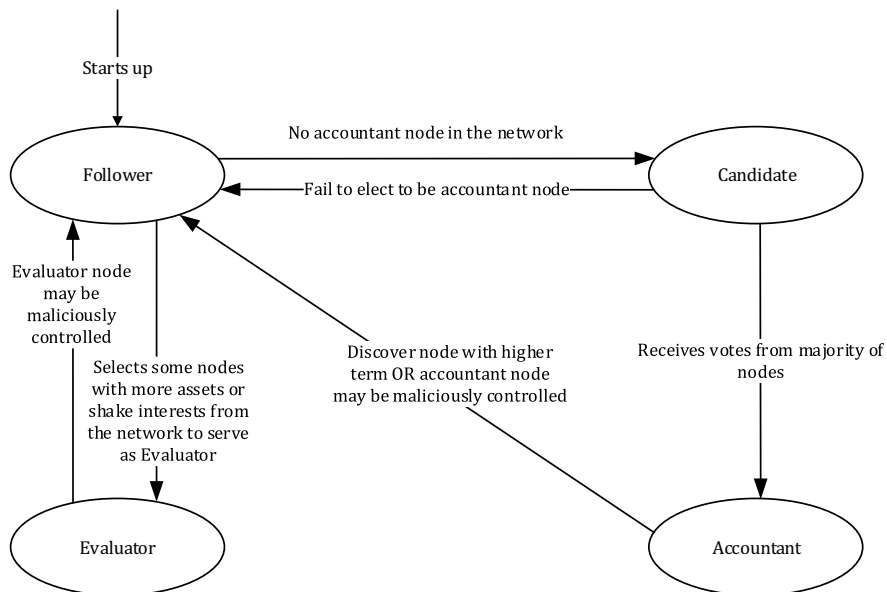 Starts up
No accountant node in the network
Follower
Candidate
Fail to elect to be accountant node
Evaluator node
may be
maliciously
controlled
Selects some nodes
with more assets or
shake interests from
the network to serve
as Evaluator
Discover node with higher
term OR accountant node
may be maliciously controlled
Receives votes from majority of
nodes
Evaluator
Accountant